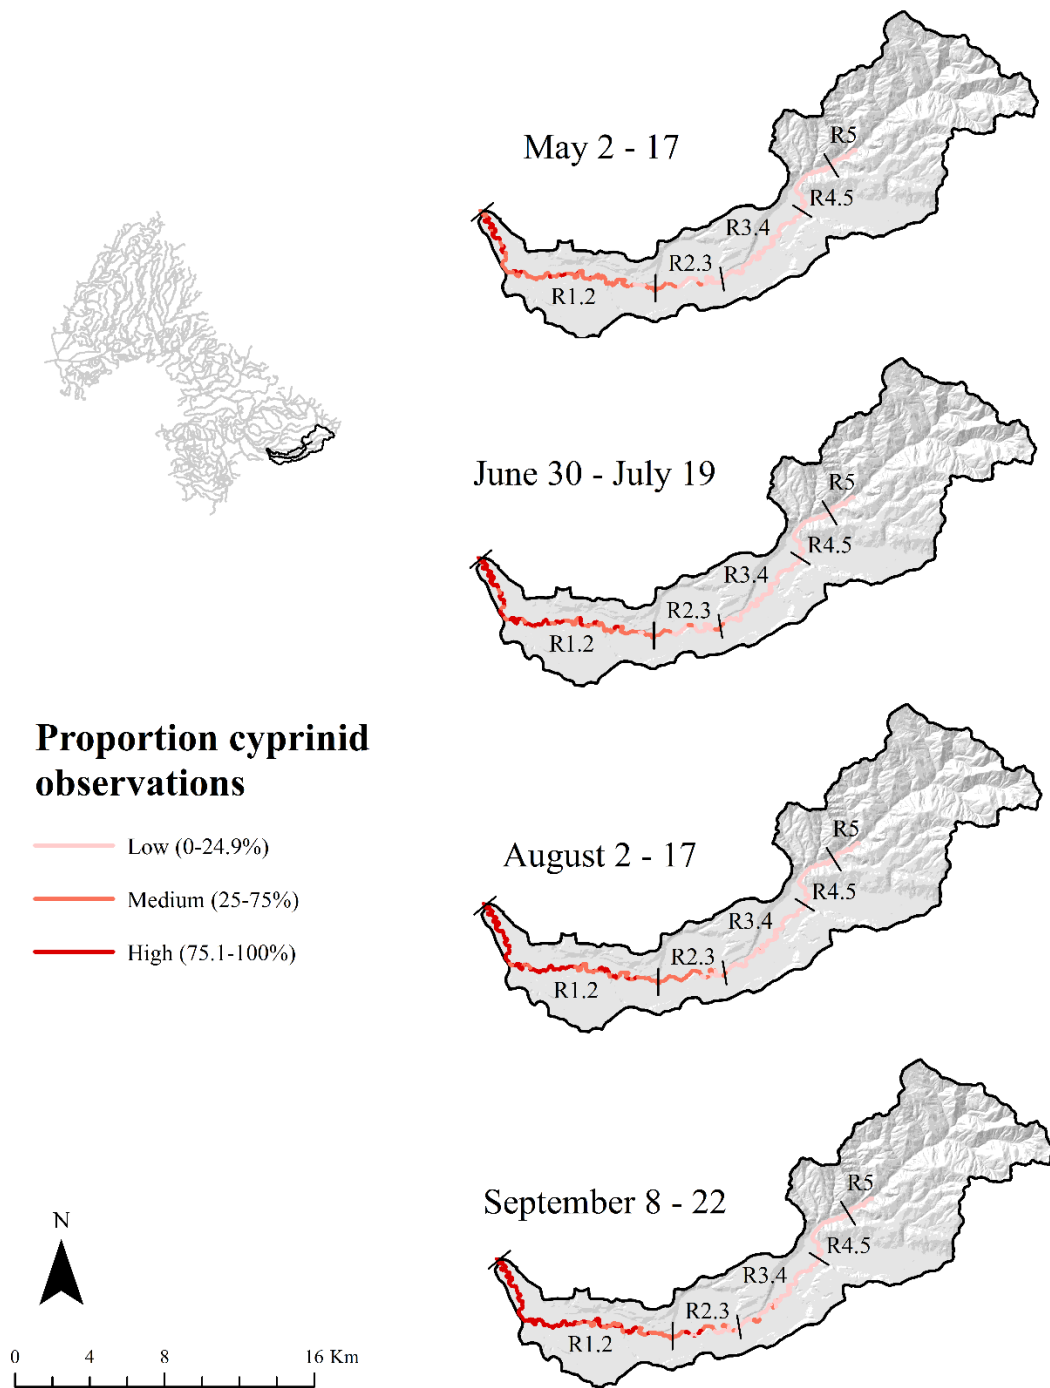 May 2 - 17
R5
R4.5
R3.4
R2.3
R1.2
June 30 - July 19
R5
R4.5
R3.4
R2.3
R1.2
Proportion cyprinid
observations
Low (0-24.9%)
Medium (25-75%)
High (75.1-100%)
August 2 - 17
R5
R4.5
R3.4
R2.3
R1.2
September 8 - 22
R5
R4.5
R3.4
R2.3
R1.2
N
0 4 8 16 Km